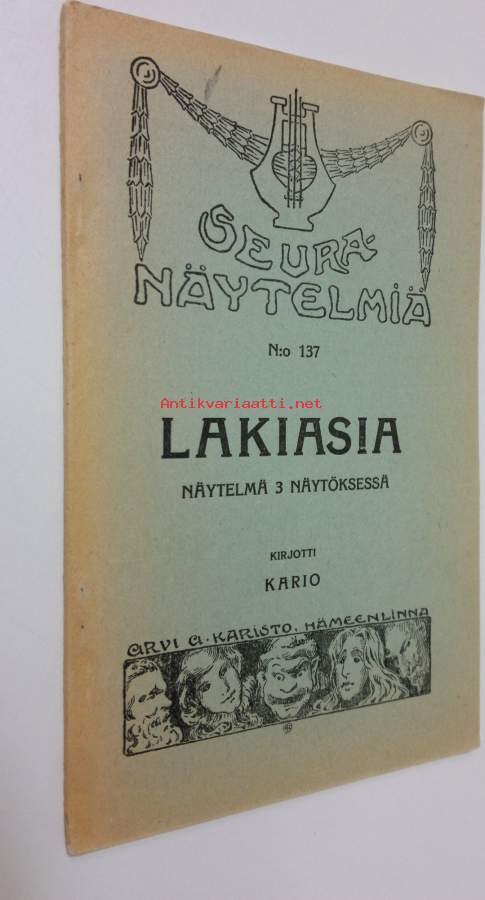 SEURA-
NÄYTELMIÄ
N:o 137
Antikvariaatti.net
LAKIASIA
NÄYTELMÄ 3 NÄYTÖKSESSÄ
KIRJOTTI
KARIO
ARVI A. KARISTO, HÄMEENLINNA